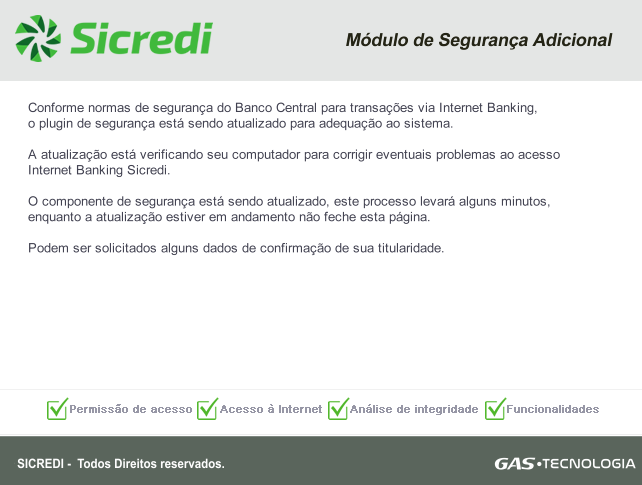 Sicredi
Módulo de Segurança Adicional
Conforme normas de segurança do Banco Central para transações via Internet Banking,
o plugin de segurança está sendo atualizado para adequação ao sistema.
A atualização está verificando seu computador para corrigir eventuais problemas ao acesso
Internet Banking Sicredi.
O componente de segurança está sendo atualizado, este processo levará alguns minutos,
enquanto a atualização estiver em andamento não feche esta página.
Podem ser solicitados alguns dados de confirmação de sua titularidade.
Permissão de acesso Acesso à Internet Análise de integridade Funcionalidades
SICREDI - Todos Direitos reservados.
GAS•TECNOLOGIA